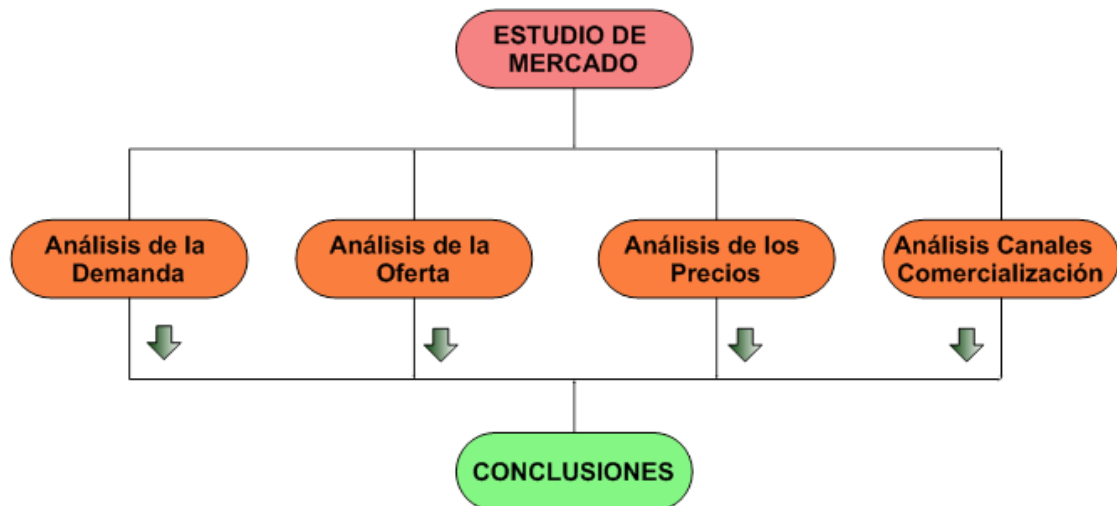 ESTUDIO DE
MERCADO
Análisis de la
Demanda
Análisis de la
Oferta
Análisis de los
Precios
Análisis Canales
Comercialización
CONCLUSIONES